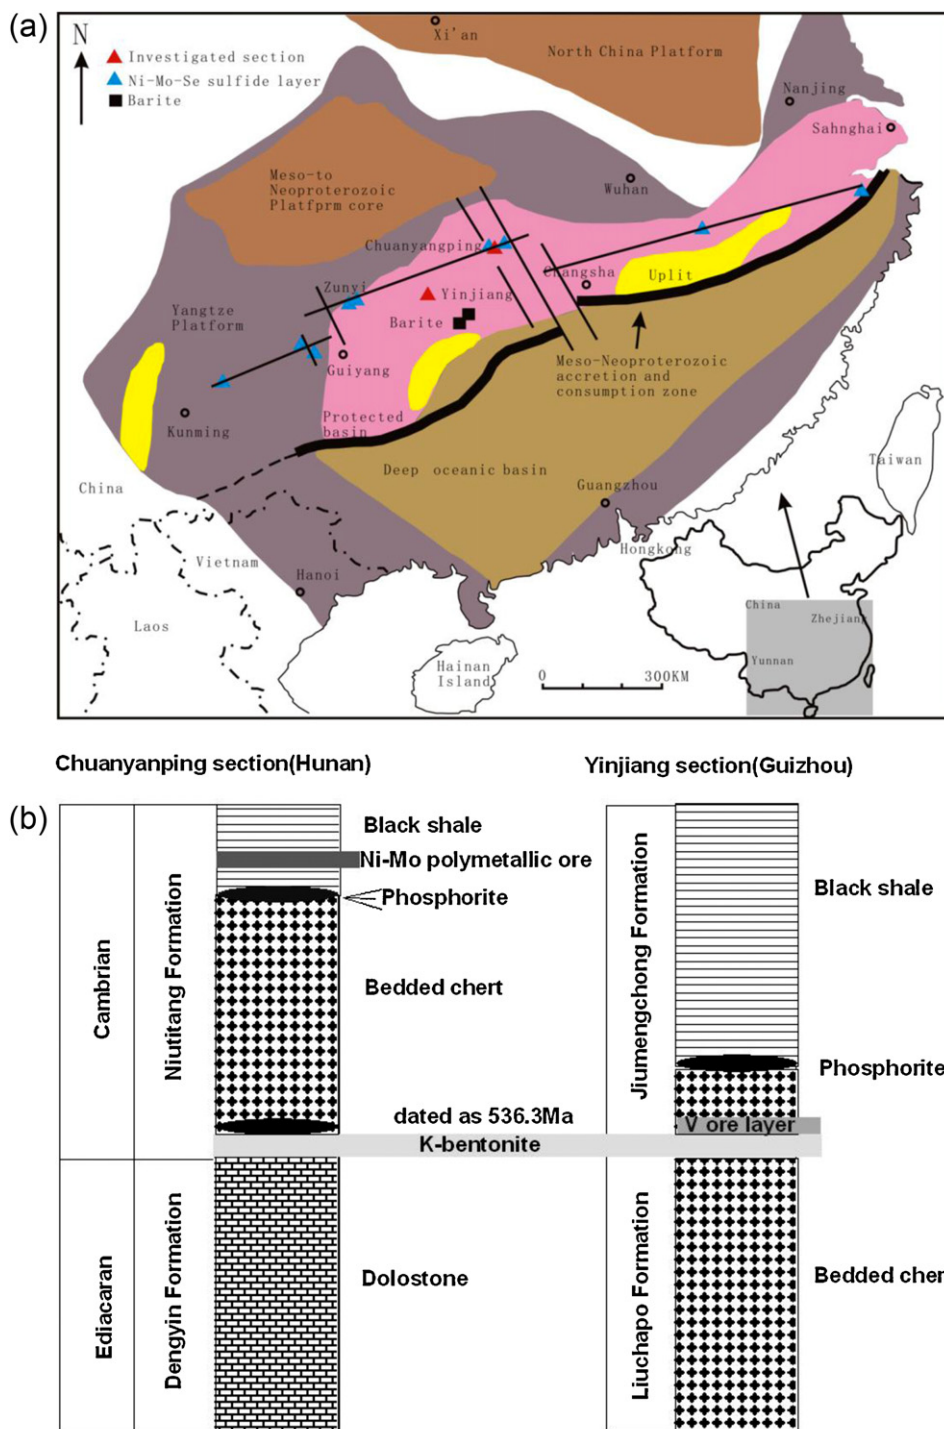 (a)
N
Investigated section
Ni-Mo-Se sulfide layer
Barite
Xi'an
North China Platform
Nanjing
Sahnghai
Meso-to
Neoproterozoic
Platfprm core
Wuhan
Chuanyangping
Changsha
Uplit
Zunyi
Yinjiang
Yangtze
Platform
Barite
Guiyang
Meso-Neoproterozoic
accretion and
consumption zone
Kunming
Protected
basin
Deep oceanic basin
Taiwan
China
Guangzhou
Vietnam
Hongkong
Hanoi
China
Zhejiang
Laos
Yunnan
Hainan
Island
0
300KM
Chuanyanping section(Hunan)
Yinjiang section(Guizhou)
(b)
Black shale
Ni-Mo polymetallic ore
Phosphorite
Bedded chert
Cambrian
Niutitang Formation
dated as 536.3Ma
K-bentonite
Ediacaran
Dengyin Formation
Dolostone
Jiumengchong Formation
Black shale
Phosphorite
V ore layer
Liuchapo Formation
Bedded cher